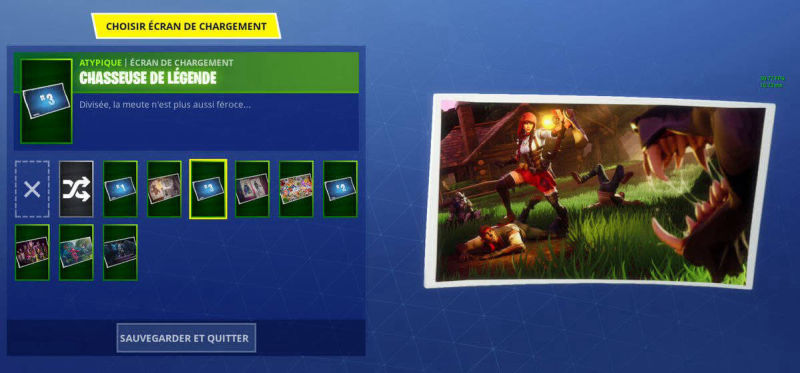 CHOISIR ÉCRAN DE CHARGEMENT
ATYPIQUE | ÉCRAN DE CHARGEMENT
CHASSEUSE DE LÉGENDE
Divisée, la meute n'est plus aussi féroce...
SAUVEGARDER ET QUITTER